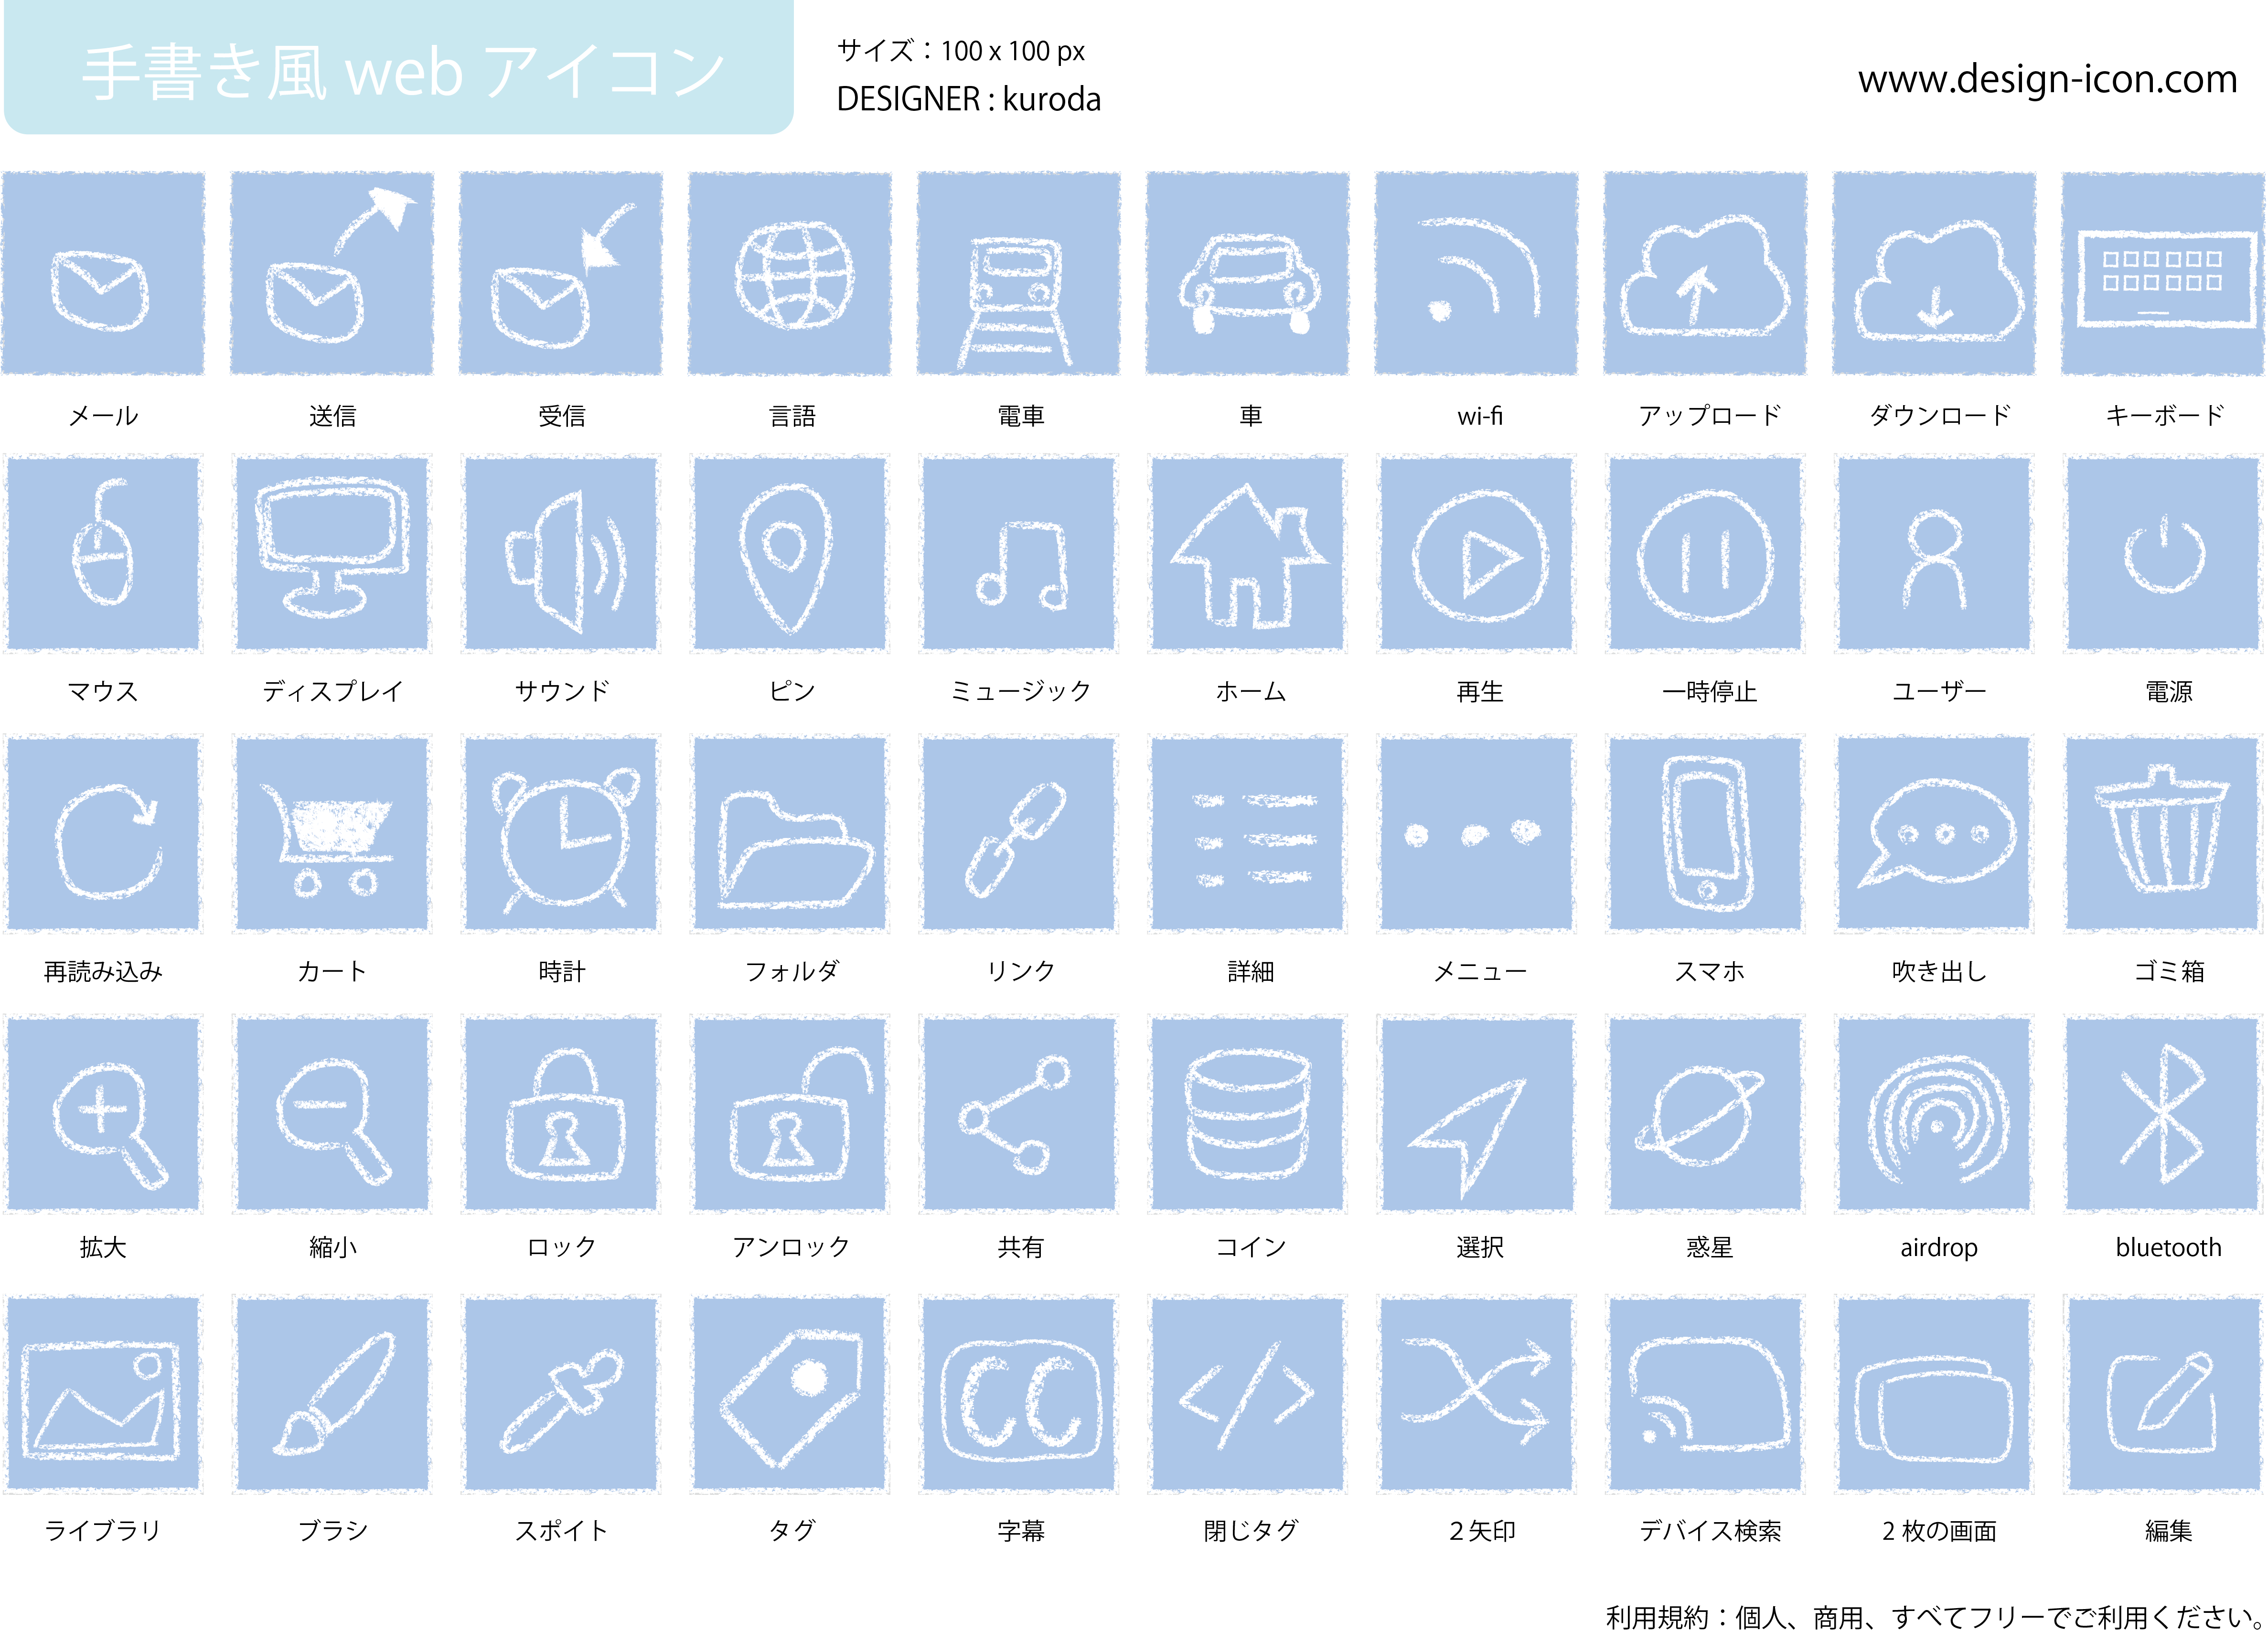 手書き風 web アイコン
サイズ：100 x 100 px
DESIGNER : kuroda
www.design-icon.com
メール 送信 受信 言語 電車 車 wi-fi アップロード ダウンロード キーボード
マウス ディスプレイ サウンド ピン ミュージック ホーム 再生 一時停止 ユーザー 電源
再読み込み カート 時計 フォルダ リンク 詳細 メニュー スマホ 吹き出し ゴミ箱
拡大 縮小 ロック アンロック 共有 コイン 選択 惑星 airdrop bluetooth
CC
ライブラリ ブラシ スポイト タグ 字幕 閉じタグ ２矢印 デバイス検索 2 枚の画面 編集
利用規約：個人、商用、すべてフリーでご利用ください。